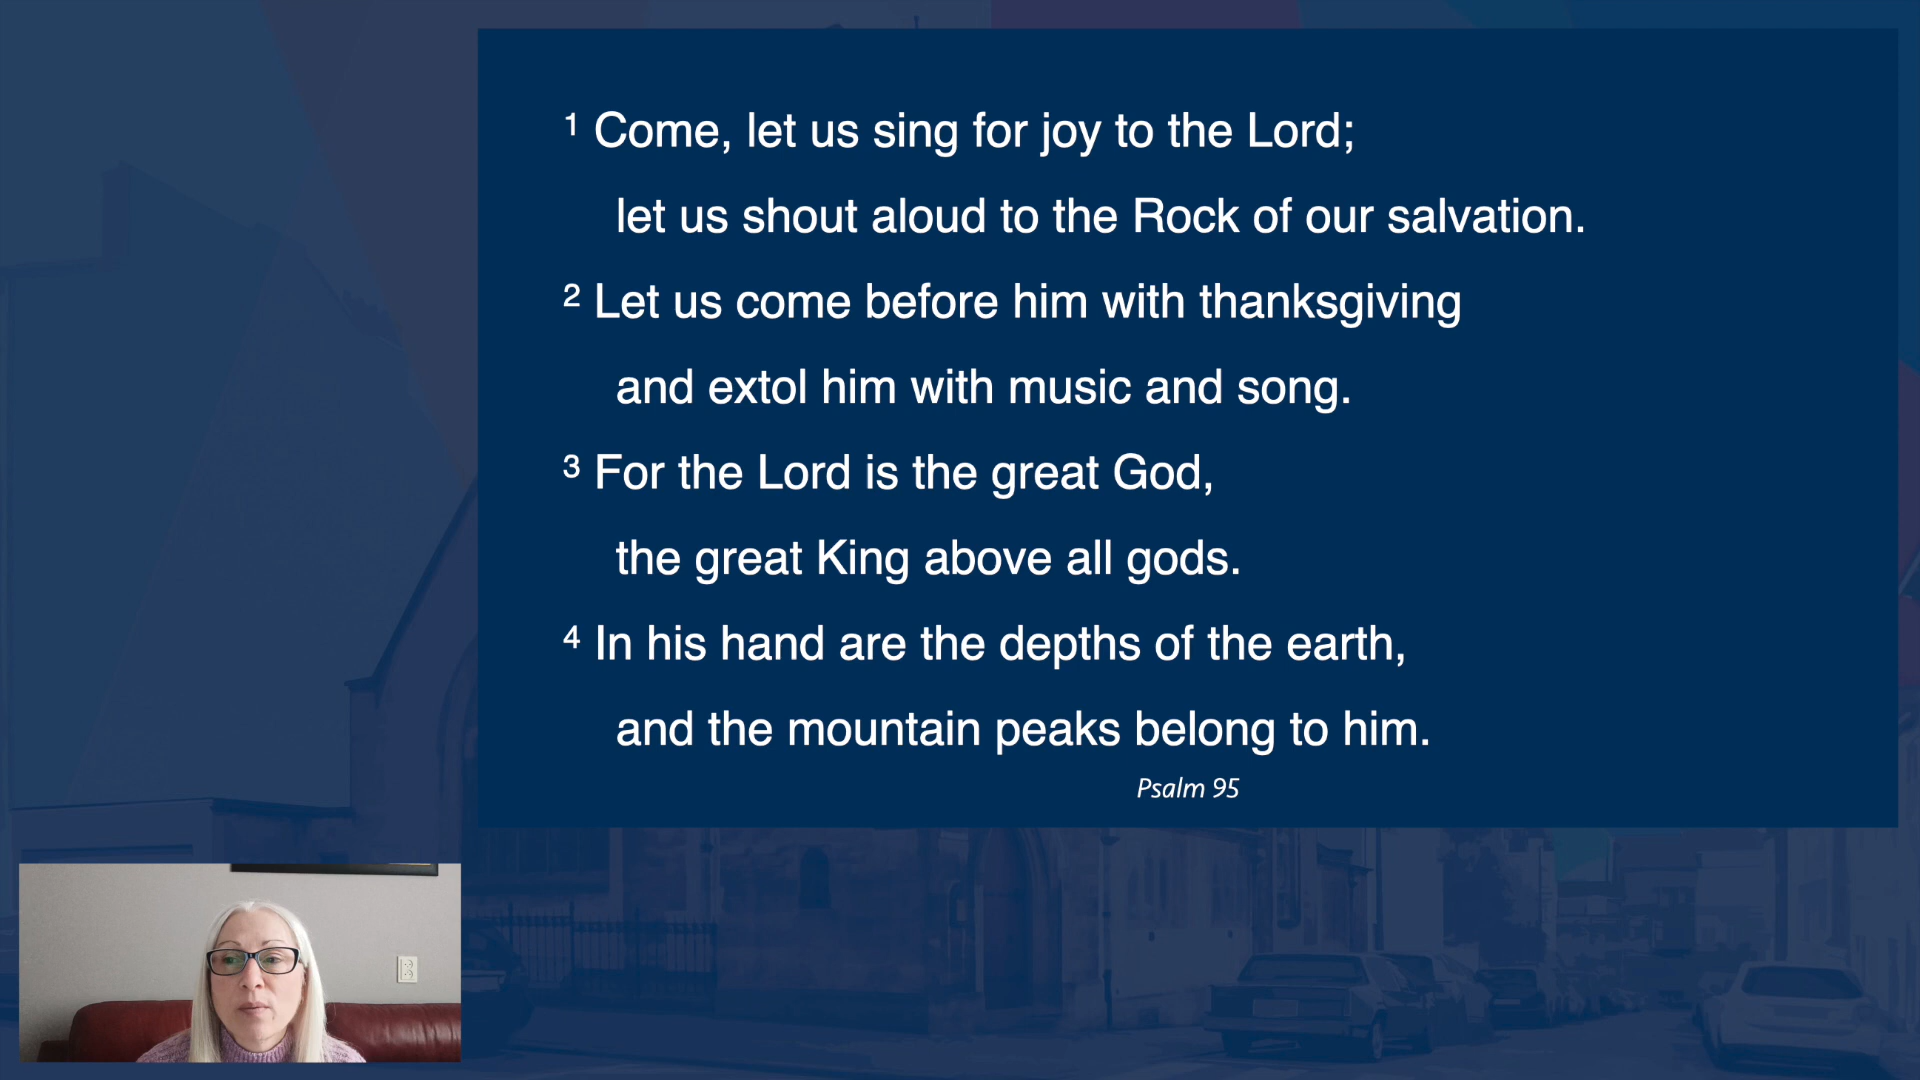 1 Come, let us sing for joy to the Lord;
let us shout aloud to the Rock of our salvation.
2 Let us come before him with thanksgiving
and extol him with music and song.
3 For the Lord is the great God,
the great King above all gods.
4 In his hand are the depths of the earth,
and the mountain peaks belong to him.
Psalm 95